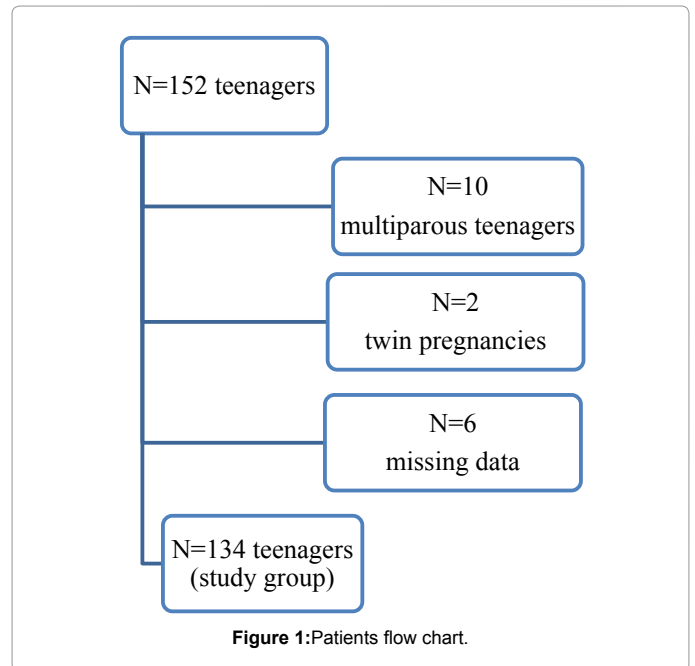 N=152 teenagers
N=10
multiparous teenagers
N=2
twin pregnancies
N=6
missing data
N=134 teenagers
(study group)
Figure 1:Patients flow chart.